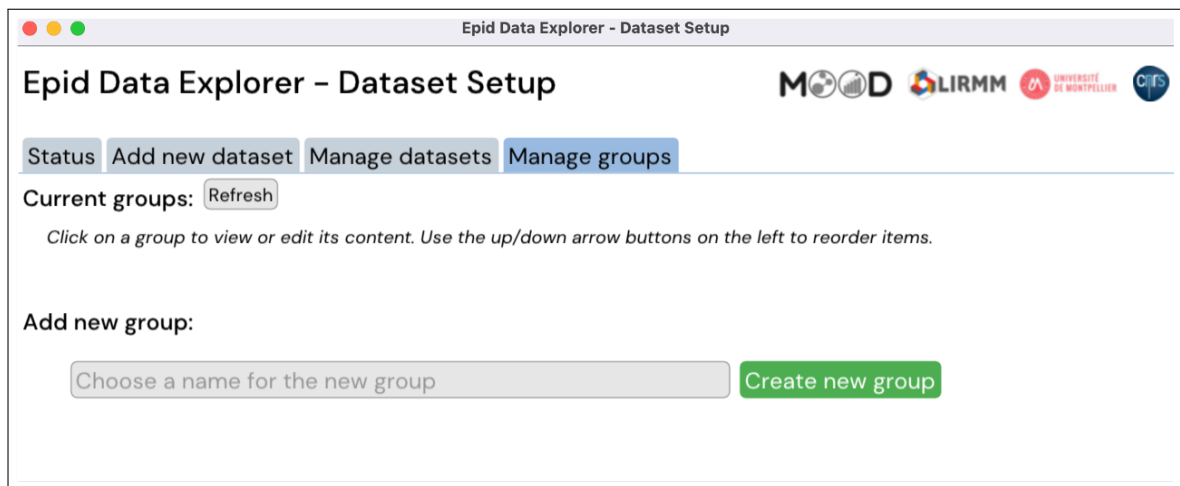 Epid Data Explorer - Dataset Setup
Epid Data Explorer - Dataset Setup
MOOD LIRMM UNIVERSITÉ DE MONTPELLIER cnrs
Status Add new dataset Manage datasets Manage groups
Current groups: Refresh
Click on a group to view or edit its content. Use the up/down arrow buttons on the left to reorder items.
Add new group:
Choose a name for the new group Create new group